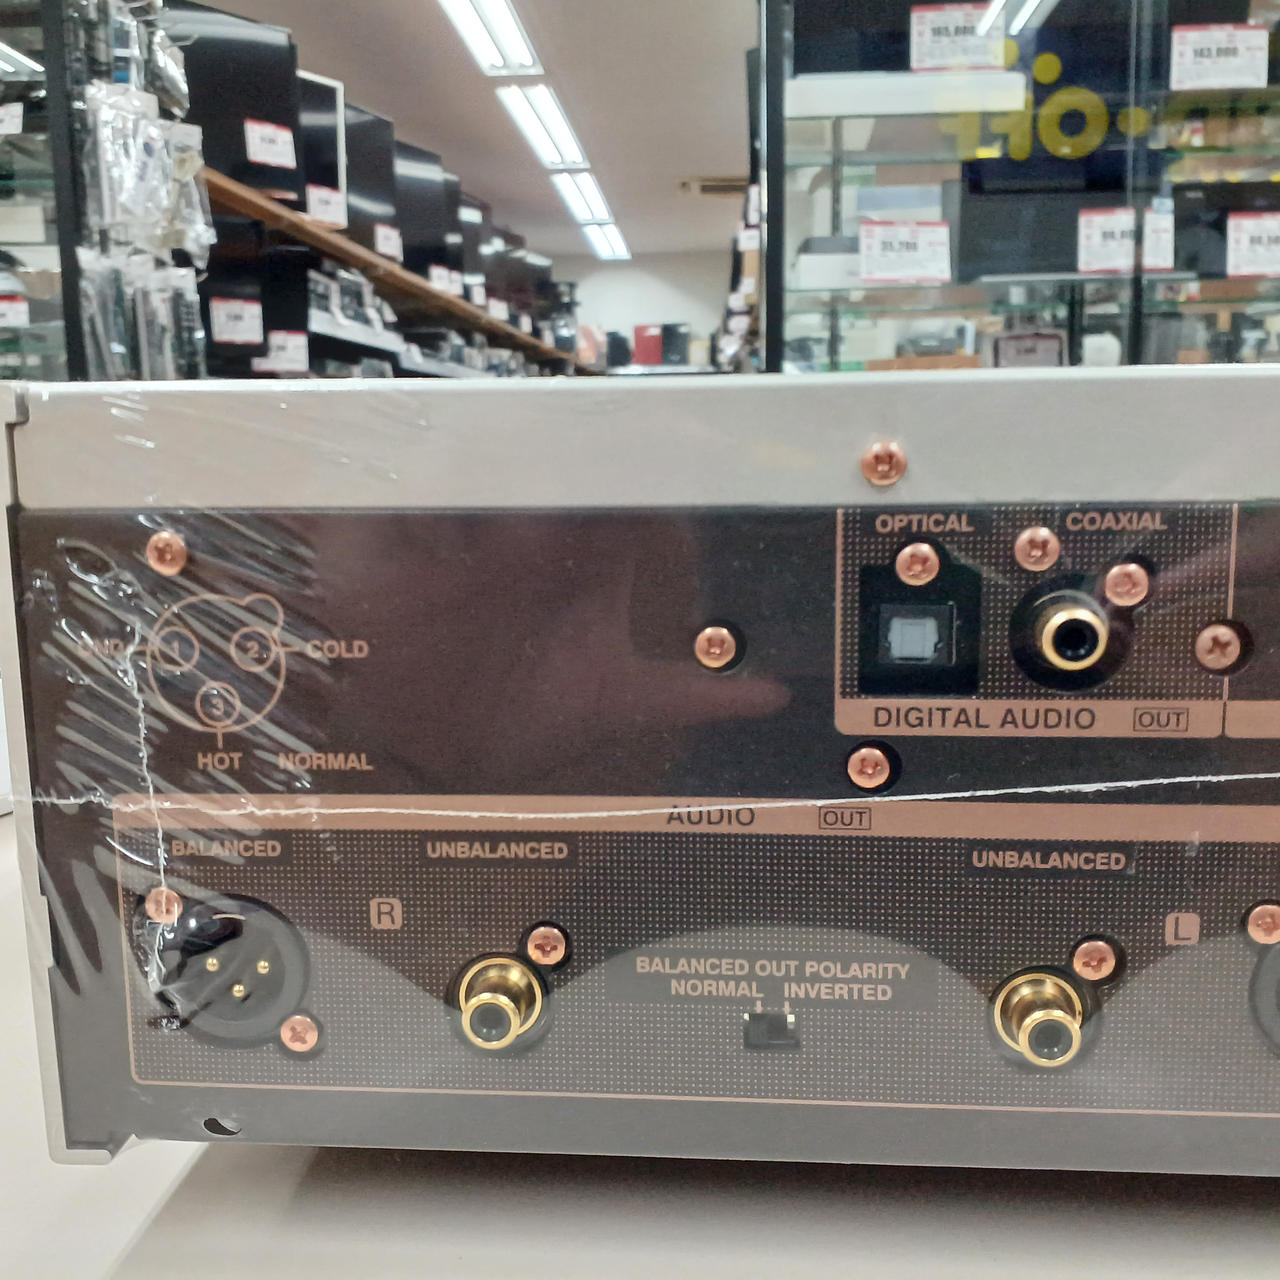 OPTICAL
COAXIAL
GND
1
2
COLD
3
HOT
NORMAL
DIGITAL AUDIO
OUT
AUDIO
OUT
BALANCED
UNBALANCED
UNBALANCED
R
L
BALANCED OUT POLARITY
NORMAL INVERTED